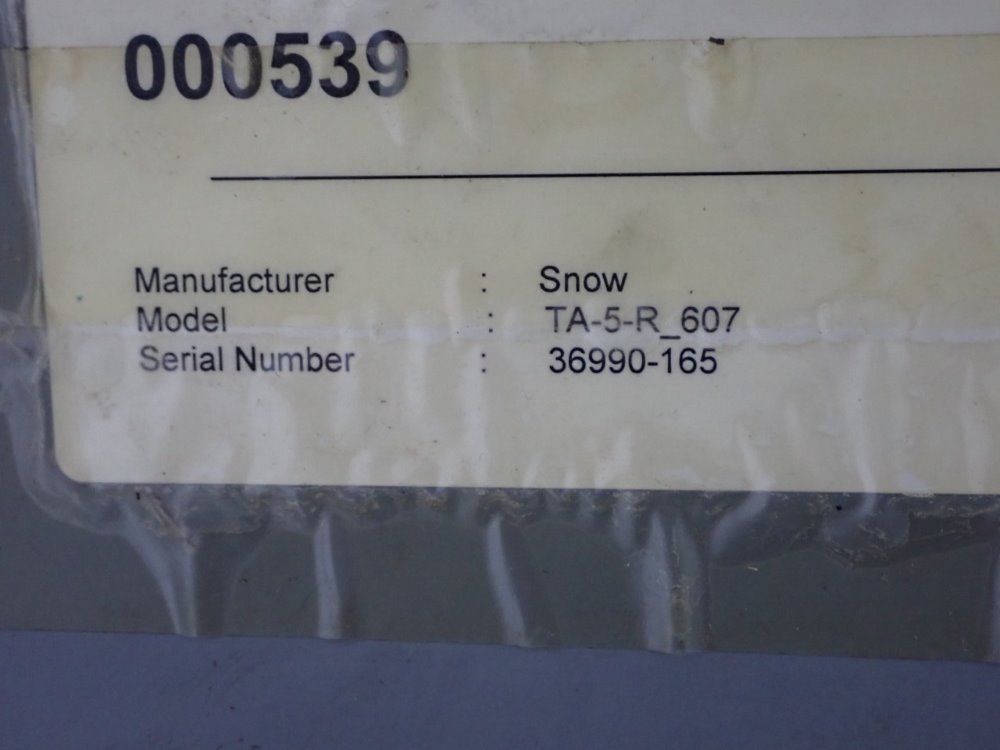 000539
Manufacturer : Snow
Model : TA-5-R_607
Serial Number : 36990-165